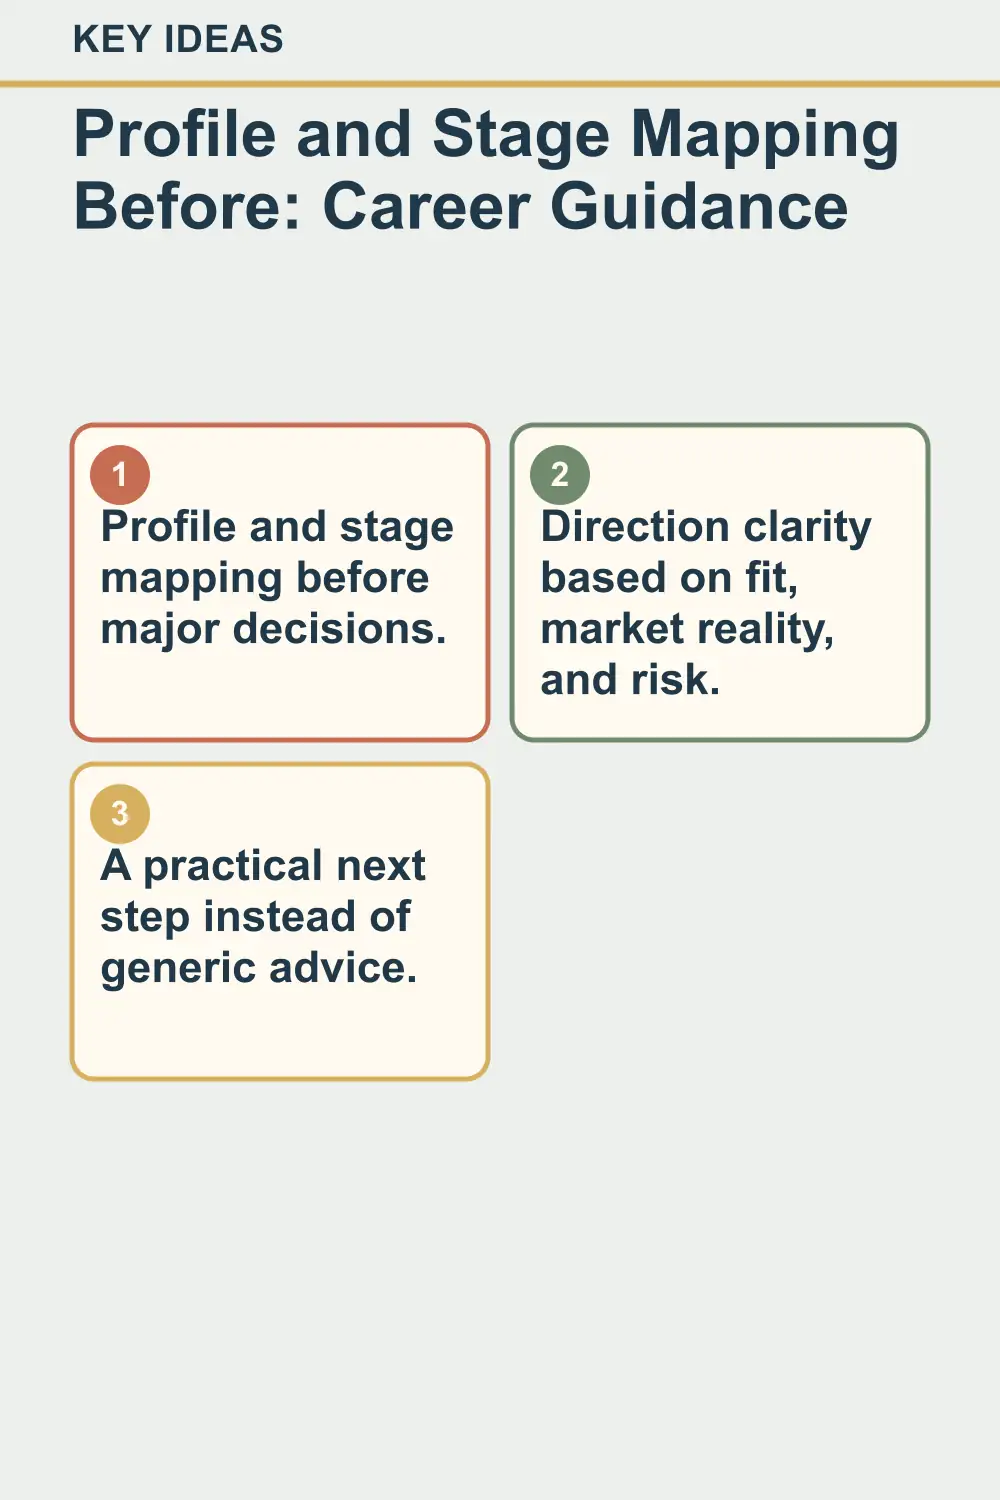 KEY IDEAS
Profile and Stage Mapping
Before: Career Guidance
1
Profile and stage
mapping before
major decisions.
2
Direction clarity
based on fit,
market reality,
and risk.
3
A practical next
step instead of
generic advice.